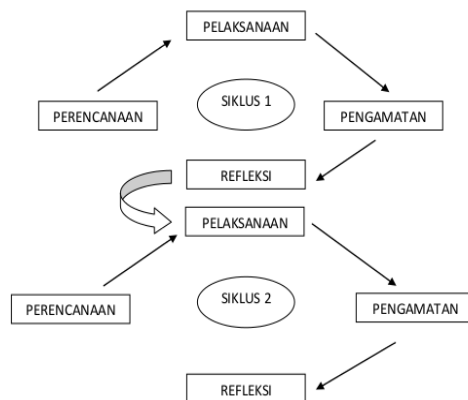 PELAKSANAAN
SIKLUS 1
PERENCANAAN
PENGAMATAN
REFLEKSI
PELAKSANAAN
SIKLUS 2
PERENCANAAN
PENGAMATAN
REFLEKSI